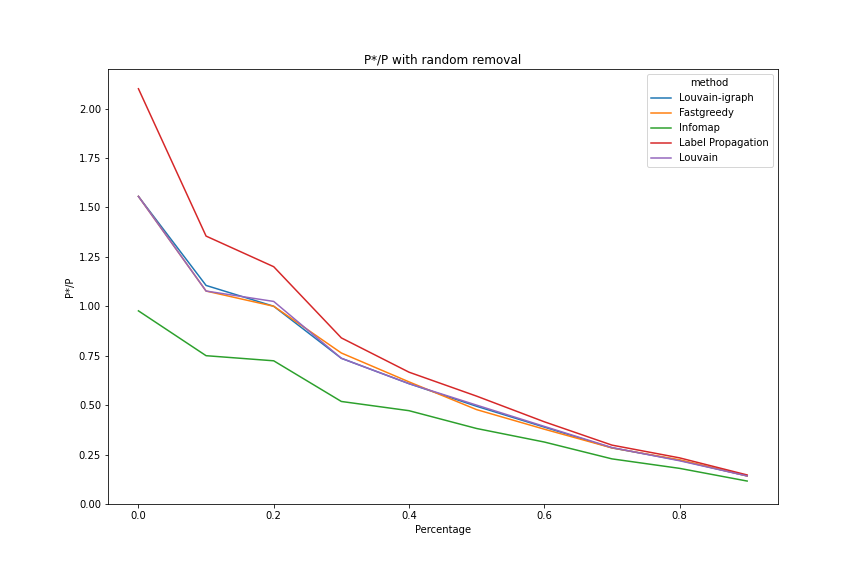 P*/P with random removal
method
Louvain-igraph
Fastgreedy
Infomap
Label Propagation
Louvain
2.00
1.75
1.50
1.25
1.00
0.75
0.50
0.25
0.00
P*/P
0.0 0.2 0.4 0.6 0.8
Percentage